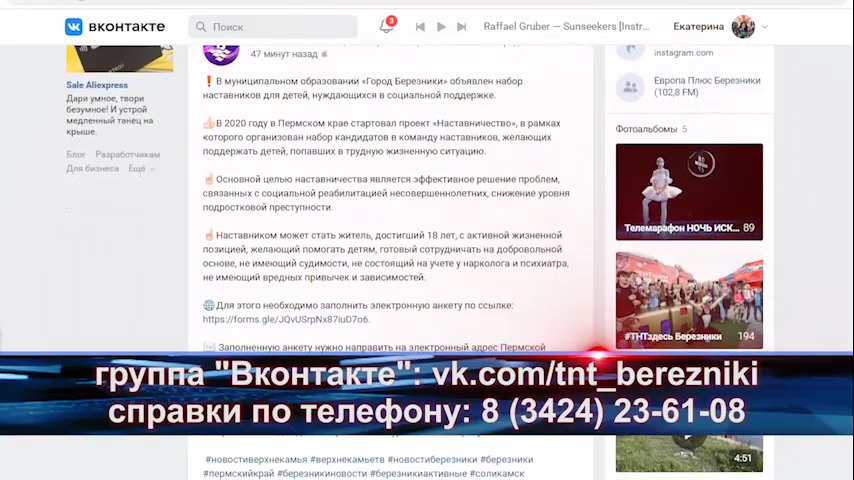 вконтакте
Поиск
3
Raffael Gruber — Sunseekers [Instr...
Екатерина
Sale Aliexpress
Дари умное, твори
безумное! И устрой
медленный танец на
крыше.
Блог Разработчикам
Для бизнеса Ещё
47 минут назад
❗В муниципальном образовании «Город Березники» объявлен набор
наставников для детей, нуждающихся в социальной поддержке.
👍В 2020 году в Пермском крае стартовал проект «Наставничество», в рамках
которого организован набор кандидатов в команду наставников, желающих
поддержать детей, попавших в трудную жизненную ситуацию.
☝Основной целью наставничества является эффективное решение проблем,
связанных с социальной реабилитацией несовершеннолетних, снижение уровня
подростковой преступности.
☝Наставником может стать житель, достигший 18 лет, с активной жизненной
позицией, желающий помогать детям, готовый сотрудничать на добровольной
основе, не имеющий судимости, не состоящий на учете у нарколога и психиатра,
не имеющий вредных привычек и зависимостей.
🌐Для этого необходимо заполнить электронную анкету по ссылке:
https://forms.gle/JQvUSrpNx87iuD7o6.
✉ Заполненную анкету нужно направить на электронный адрес Пермской
instagram.com
Европа Плюс Березники
(102,8 FM)
Фотоальбомы 5
Телемарафон НОЧЬ ИСК... 89
#ТНТздесь Березники 194
группа "Вконтакте": vk.com/tnt_berezniki
справки по телефону: 8 (3424) 23-61-08
4:51
#новостиверхнекамья #верхнекамьетв #новостиберезники #березники
#пермскийкрай #березникиновости #березникиактивные #соликамск